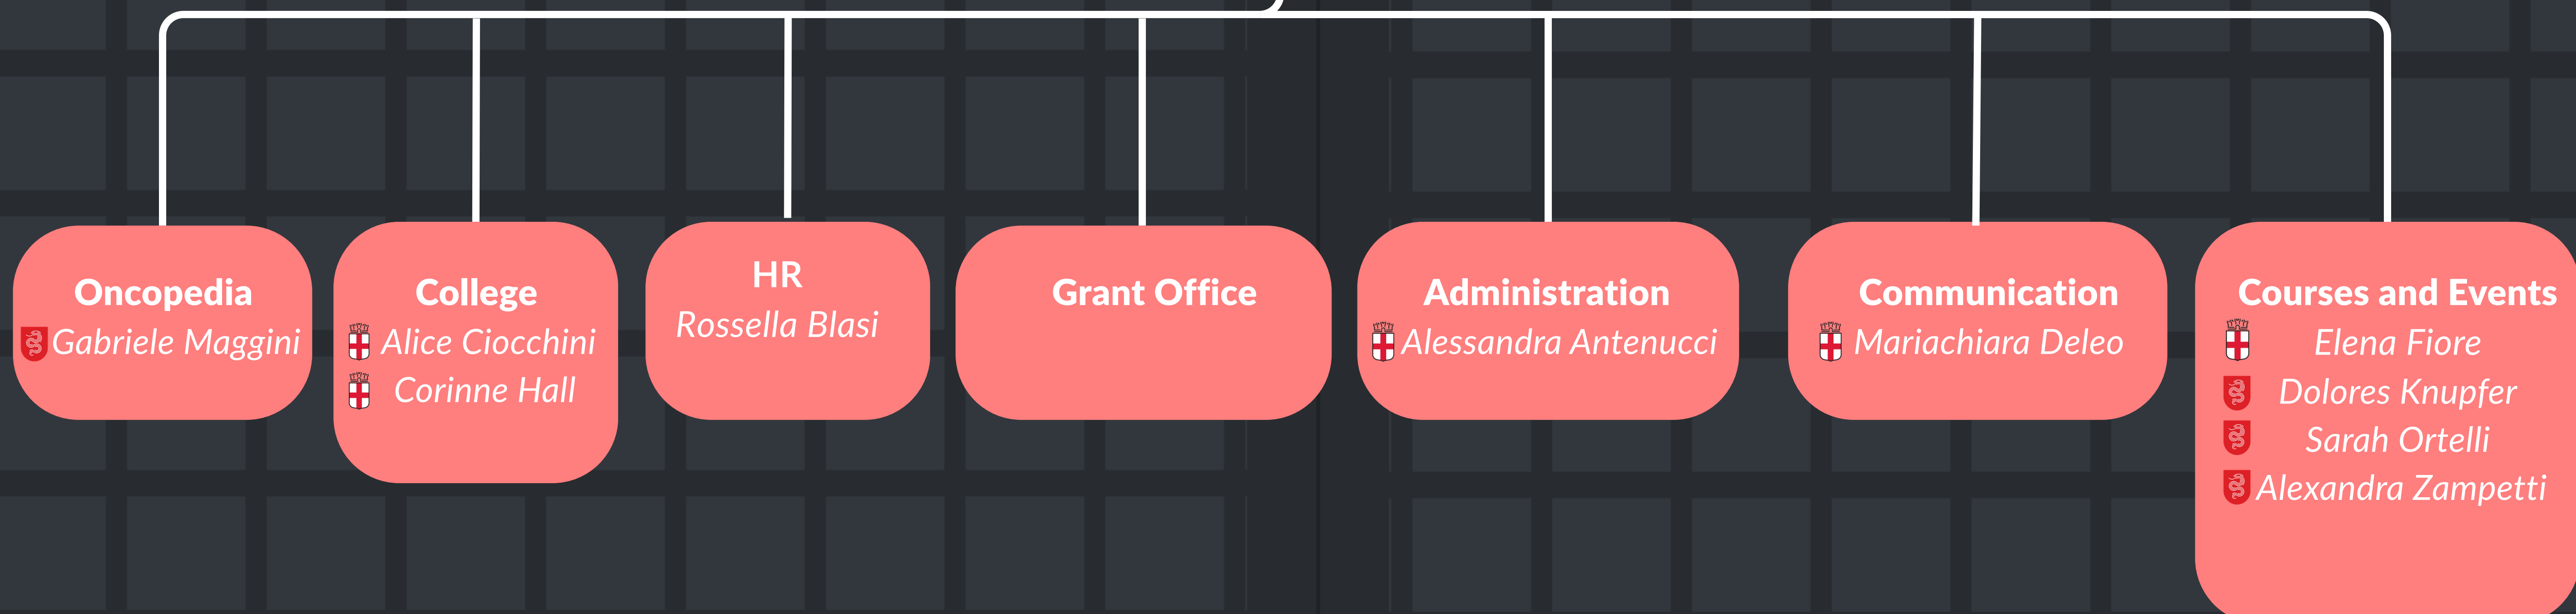 Oncopedia
Gabriele Maggini
College
Alice Ciocchini
Corinne Hall
HR
Rossella Blasi
Grant Office
Administration
Alessandra Antenucci
Communication
Mariachiara Deleo
Courses and Events
Elena Fiore
Dolores Knupfer
Sarah Ortelli
Alexandra Zampetti